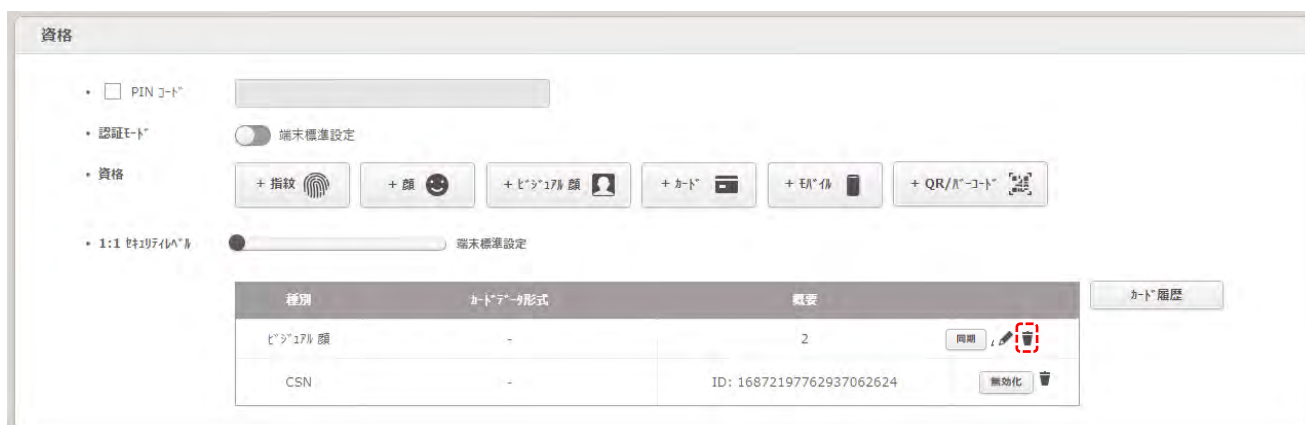 資格
• PIN ｺｰﾄﾞ
• 認証ﾓｰﾄﾞ 端末標準設定
• 資格 + 指紋 + 顔 + ﾋﾞｼﾞｭｱﾙ 顔 + ｶｰﾄﾞ + ﾓﾊﾞｲﾙ + QR/ﾊﾞｰｺｰﾄﾞ
• 1:1 ｾｷｭﾘﾃｨﾚﾍﾞﾙ 端末標準設定
種別 ｶｰﾄﾞﾃﾞｰﾀ形式 概要 ｶｰﾄﾞ履歴
ﾋﾞｼﾞｭｱﾙ 顔 - 2 同期
CSN - ID: 16872197762937062624 無効化